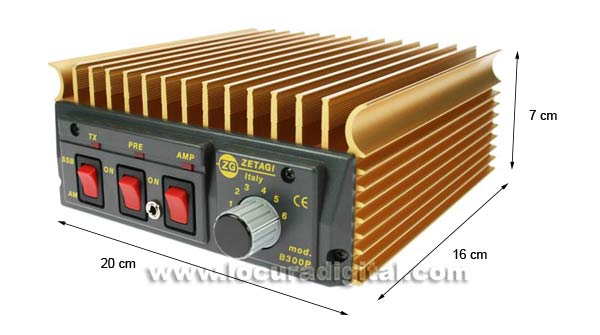 TX
PRE
AMP
SSB
ON
ON
AM
ZG ZETAGI
Italy
1 2 3 4 5 6
CE
mod.
B300P
7 cm
16 cm
20 cm
www.locuradigital.com